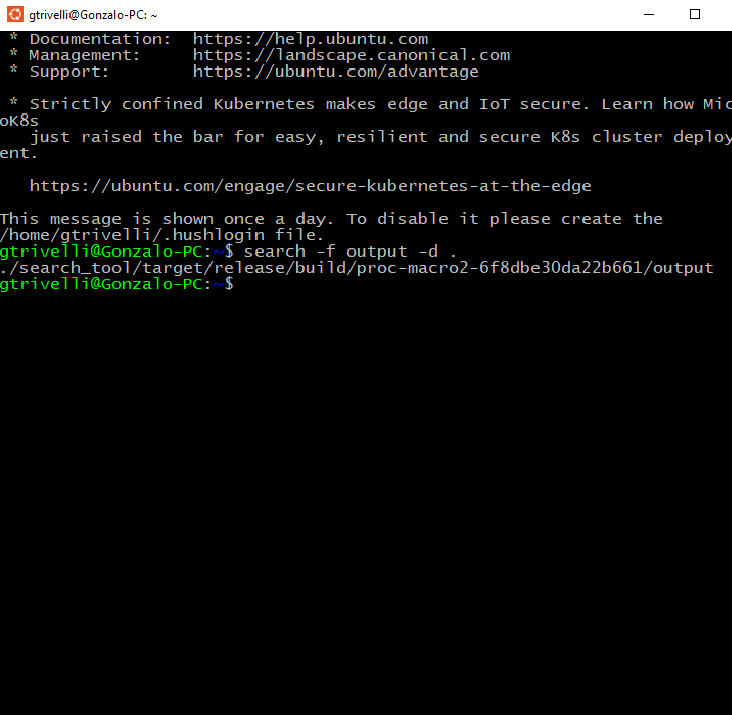 gtrivelli@Gonzalo-PC: ~
* Documentation:  https://help.ubuntu.com
* Management:     https://landscape.canonical.com
* Support:        https://ubuntu.com/advantage
* Strictly confined Kubernetes makes edge and IoT secure. Learn how Mic
oK8s
just raised the bar for easy, resilient and secure K8s cluster deploy
ent.
https://ubuntu.com/engage/secure-kubernetes-at-the-edge
This message is shown once a day. To disable it please create the
/home/gtrivelli/.hushlogin file.
gtrivelli@Gonzalo-PC:~$ search -f output -d .
./search_tool/target/release/build/proc-macro2-6f8dbe30da22b661/output
gtrivelli@Gonzalo-PC:~$